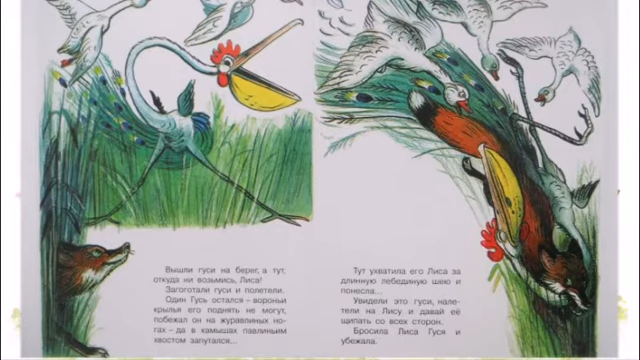 Вышли гуси на берег, а тут,
откуда ни возьмись, Лиса!
Загоготали гуси и полетели.
Один Гусь остался – вороньи
крылья его поднять не могут,
побежал он на журавлиных но-
гах – да в камышах павлиньим
хвостом запутался...
Тут ухватила его Лиса за
длинную лебединую шею и
понесла...
Увидели это гуси, нале-
тели на Лису и давай её
щипать со всех сторон.
Бросила Лиса Гуся и
убежала.